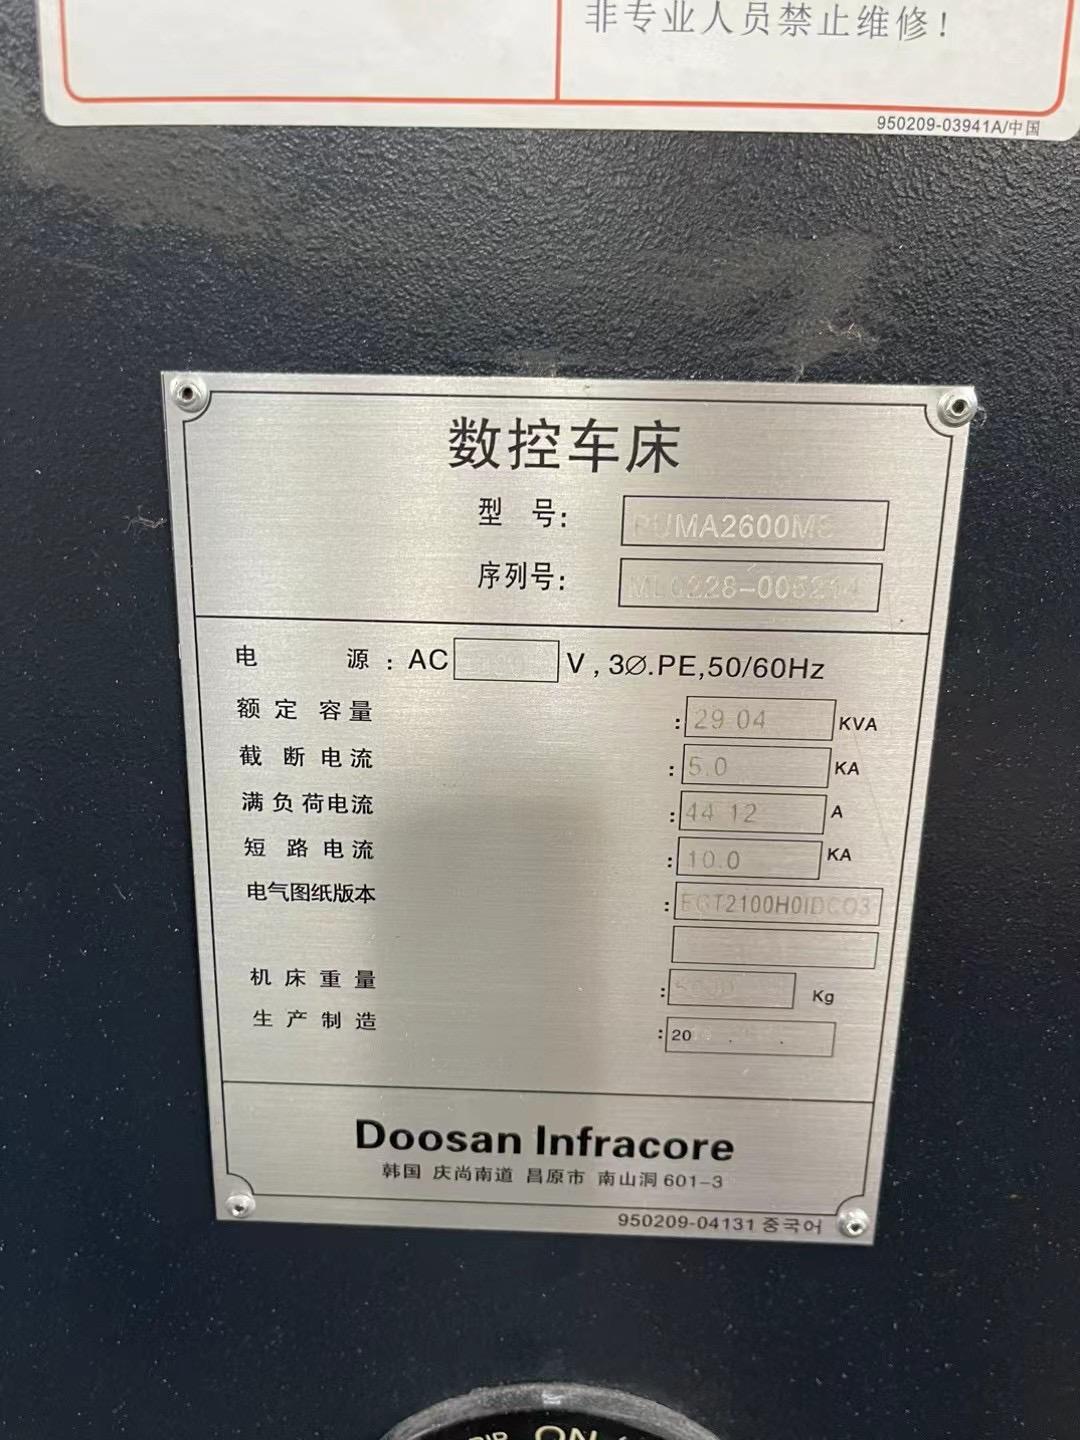 非专业人员禁止维修!
950209-03941A/中国
数控车床
型 号: PUMA2600MS
序列号: ML0228-005214
电 源 : AC V , 3Ø.PE,50/60Hz
额定容量 : 29.04 KVA
截断电流 : 5.0 KA
满负荷电流 : 44.12 A
短路电流 : 10.0 KA
电气图纸版本 :
机床重量 : Kg
生产制造 : 20 . .
Doosan Infracore
韩国 庆尚南道 昌原市 南山洞 601-3
950209-04131 중국어
ON